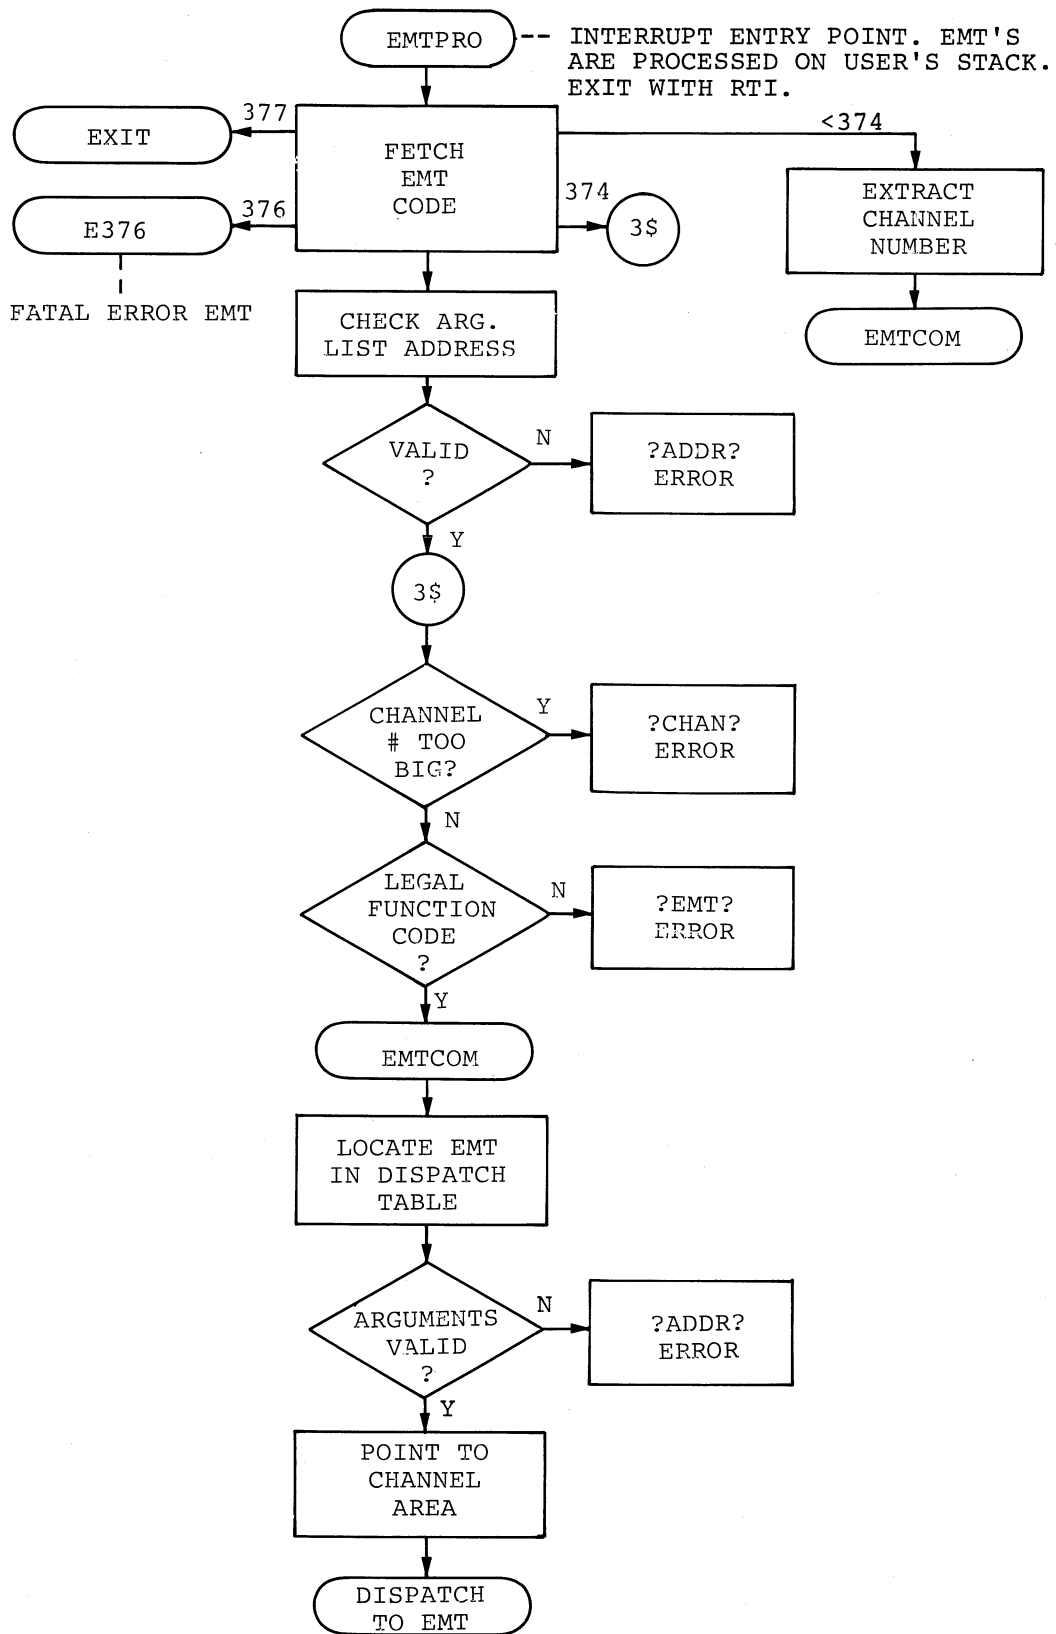 EMTPRO
-- INTERRUPT ENTRY POINT. EMT'S
ARE PROCESSED ON USER'S STACK.
EXIT WITH RTI.
377
EXIT
<374
FETCH
EMT
CODE
376
E376
374
3$
EXTRACT
CHANNEL
NUMBER
FATAL ERROR EMT
EMTCOM
CHECK ARG.
LIST ADDRESS
VALID
?
N
?ADDR?
ERROR
Y
3$
CHANNEL
# TOO
BIG?
Y
?CHAN?
ERROR
N
LEGAL
FUNCTION
CODE
?
N
?EMT?
ERROR
Y
EMTCOM
LOCATE EMT
IN DISPATCH
TABLE
ARGUMENTS
VALID
?
N
?ADDR?
ERROR
Y
POINT TO
CHANNEL
AREA
DISPATCH
TO EMT